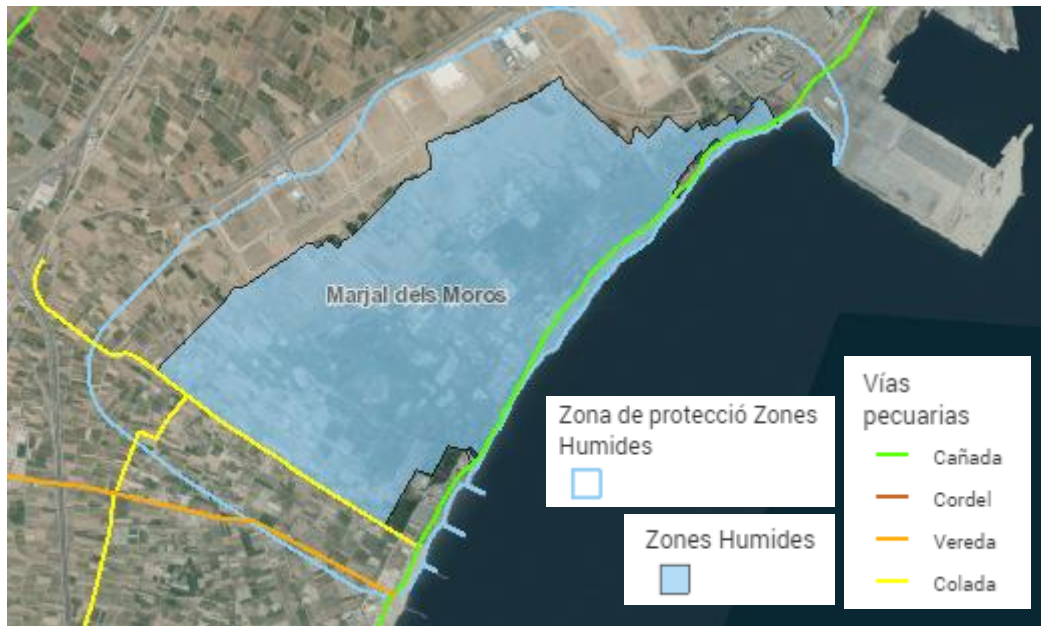 Marjal dels Moros
Zona de protecció Zones
Humides
Zones Humides
Vías
pecuarias
Cañada
Cordel
Vereda
Colada